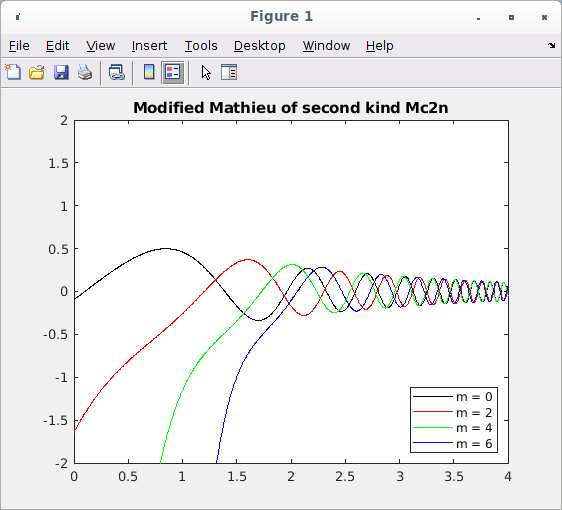 Figure 1
File Edit View Insert Tools Desktop Window Help
Modified Mathieu of second kind Mc2n
2
1.5
1
0.5
0
-0.5
-1
-1.5
-2
0 0.5 1 1.5 2 2.5 3 3.5 4
m = 0
m = 2
m = 4
m = 6